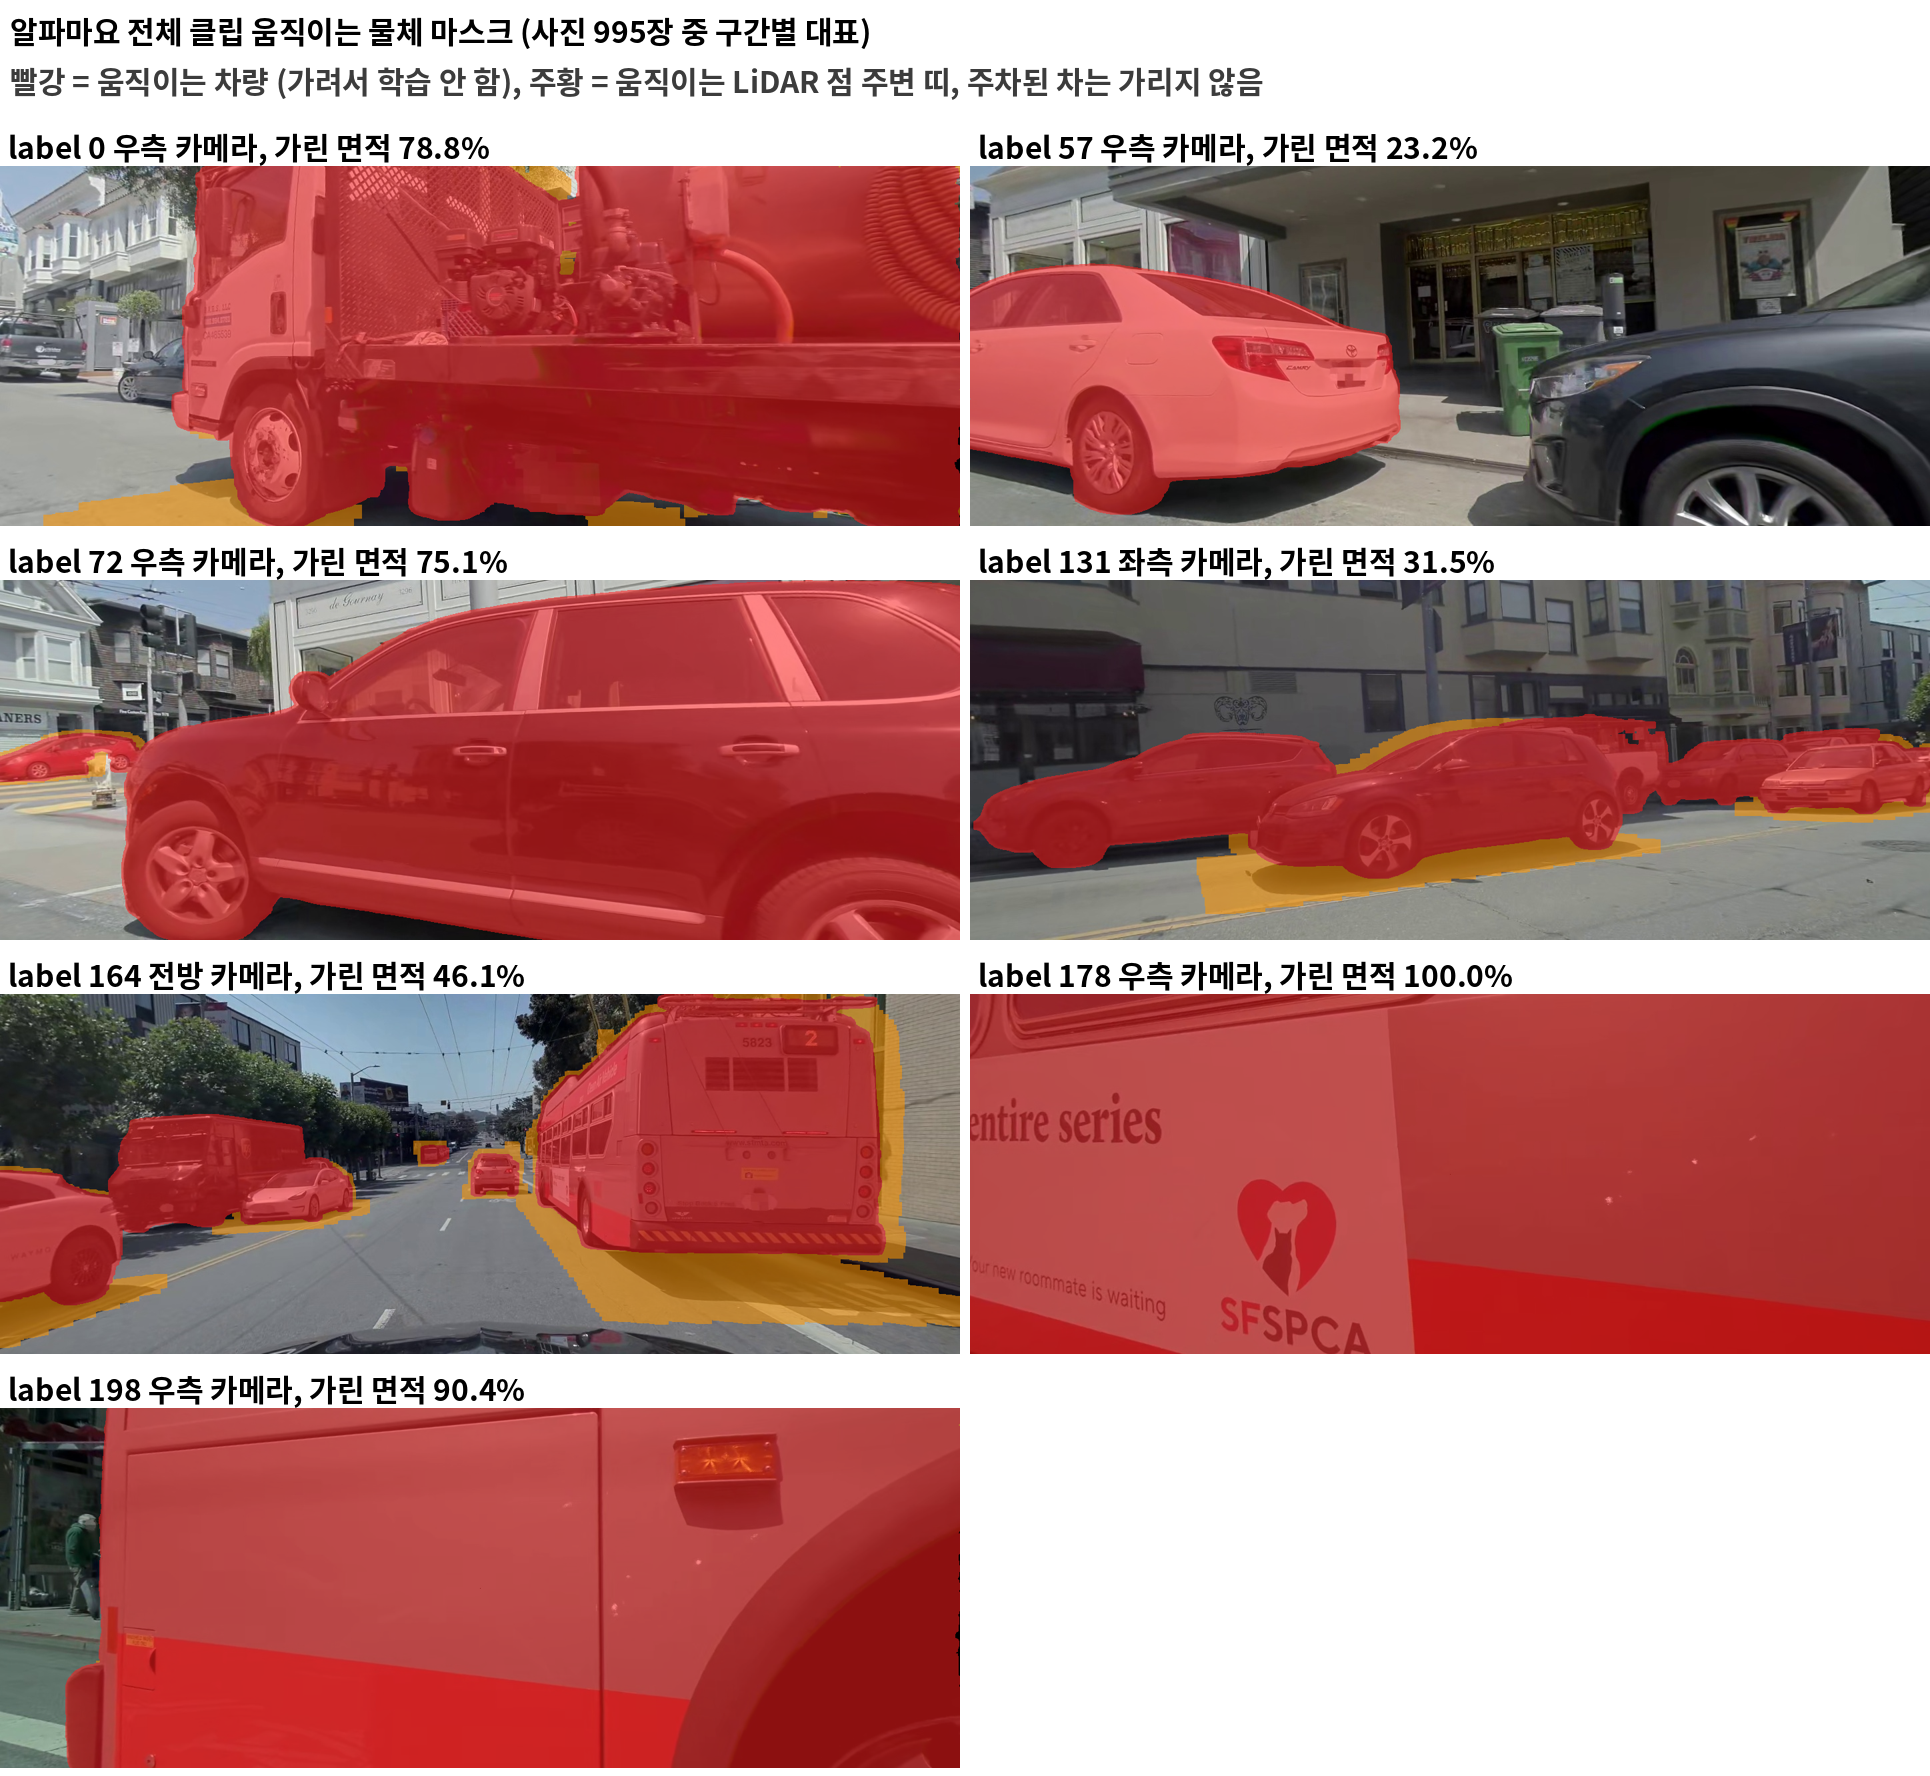 알파마요 전체 클립 움직이는 물체 마스크 (사진 995장 중 구간별 대표)
빨강 = 움직이는 차량 (가려서 학습 안 함), 주황 = 움직이는 LiDAR 점 주변 띠, 주차된 차는 가리지 않음
label 0 우측 카메라, 가린 면적 78.8%
label 57 우측 카메라, 가린 면적 23.2%
CAMRY
label 72 우측 카메라, 가린 면적 75.1%
label 131 좌측 카메라, 가린 면적 31.5%
de Gournay
ANERS
label 164 전방 카메라, 가린 면적 46.1%
label 178 우측 카메라, 가린 면적 100.0%
5823
2
entire series
our new roommate is waiting
SFSPCA
label 198 우측 카메라, 가린 면적 90.4%